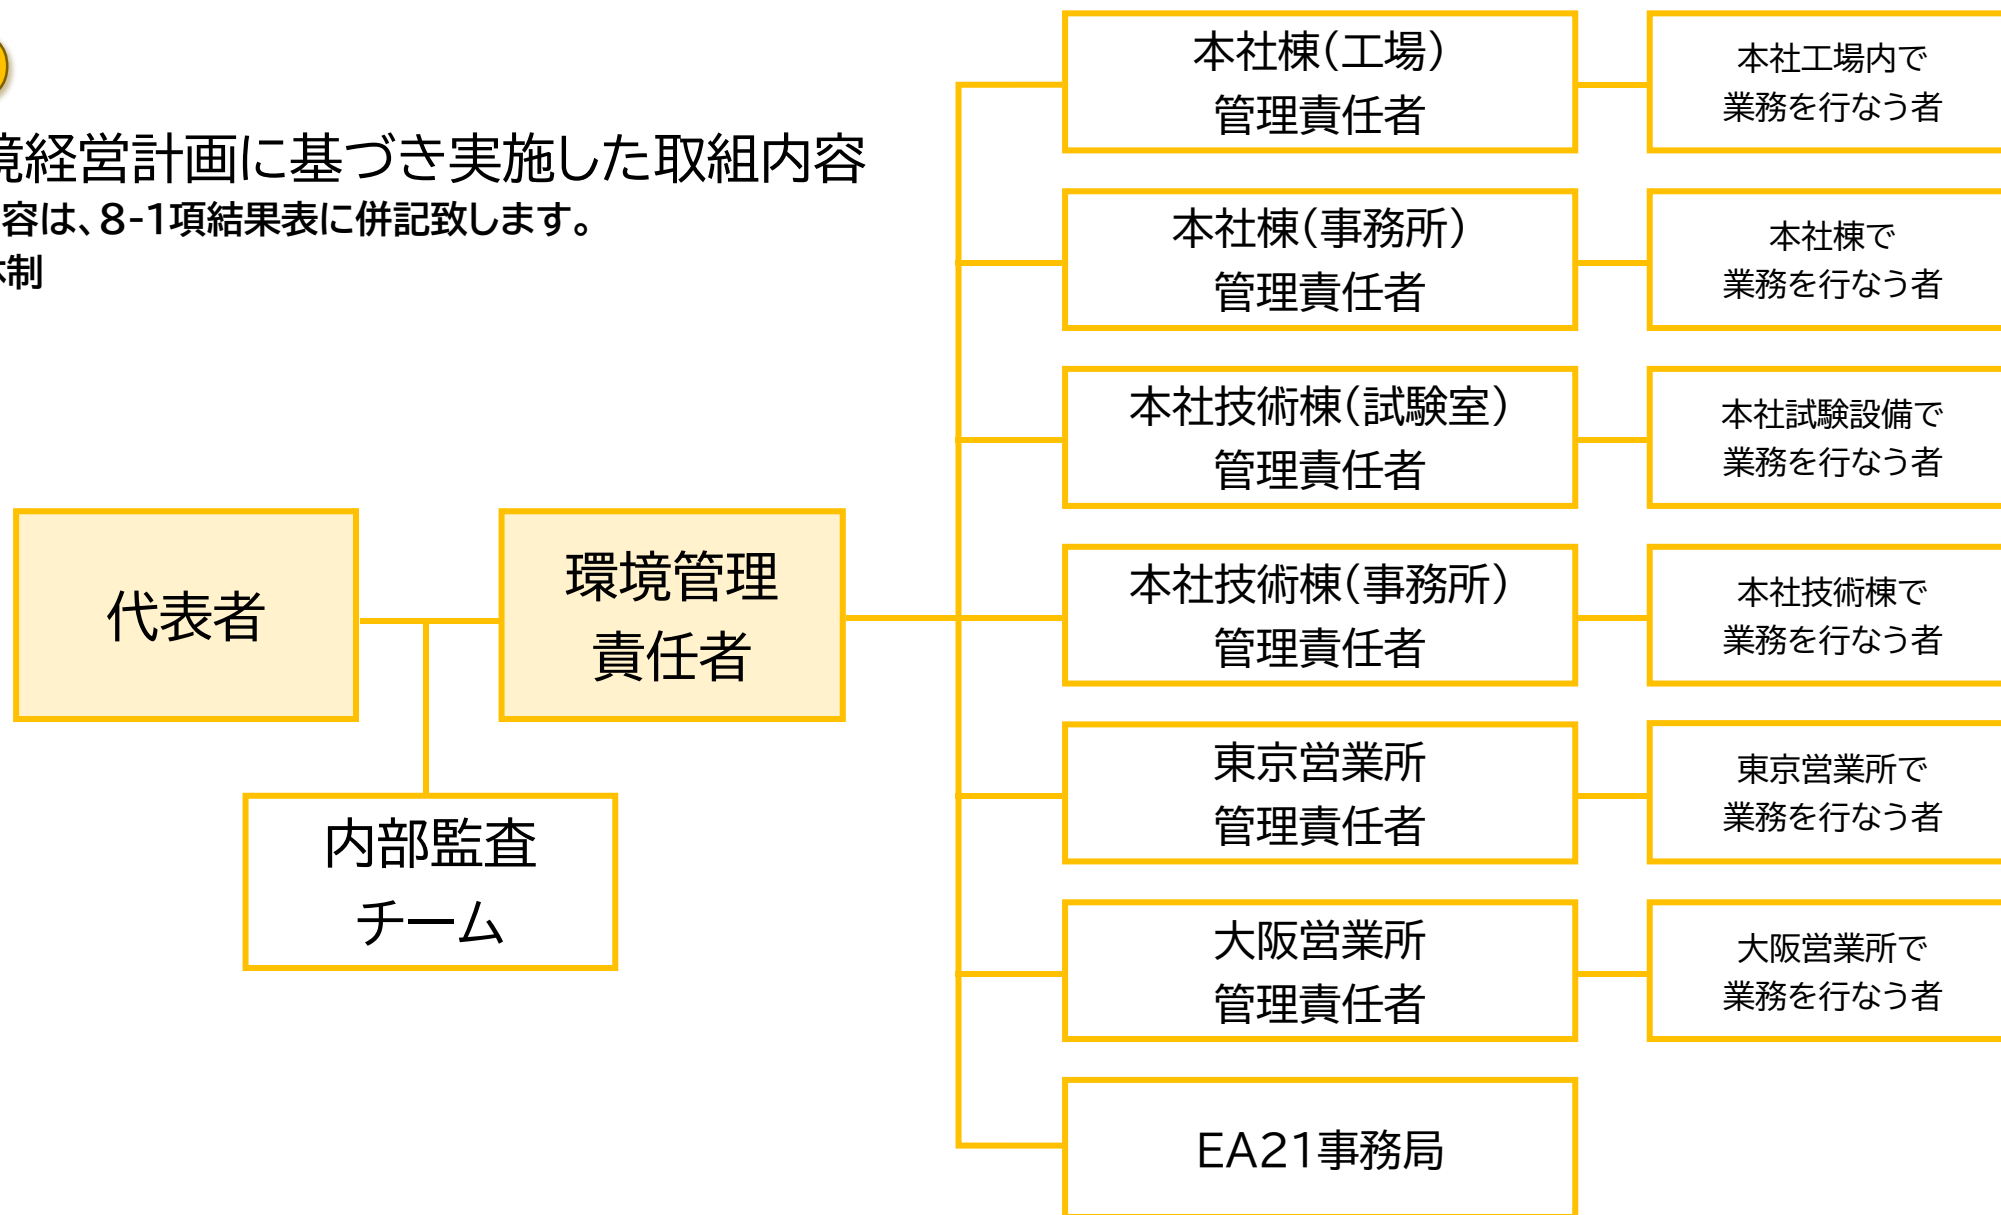 境経営計画に基づき実施した取組内容
容は、8-1項結果表に併記致します。
体制
代表者
環境管理
責任者
内部監査
チーム
本社棟(工場)
管理責任者
本社工場内で
業務を行なう者
本社棟(事務所)
管理責任者
本社棟で
業務を行なう者
本社技術棟(試験室)
管理責任者
本社試験設備で
業務を行なう者
本社技術棟(事務所)
管理責任者
本社技術棟で
業務を行なう者
東京営業所
管理責任者
東京営業所で
業務を行なう者
大阪営業所
管理責任者
大阪営業所で
業務を行なう者
EA21事務局